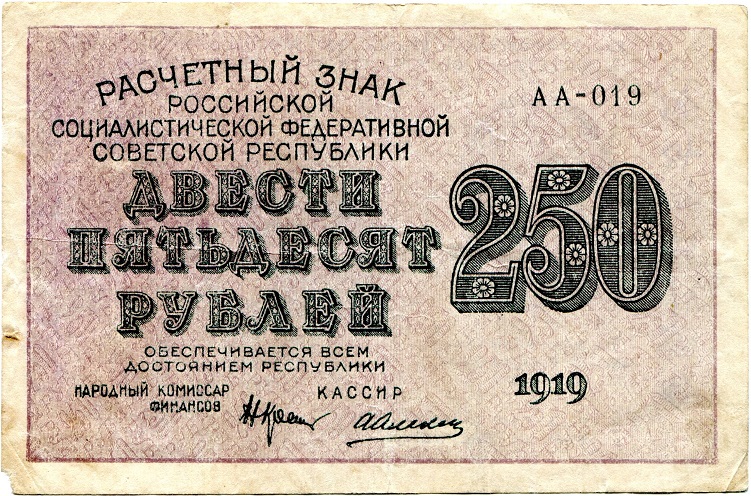 РАСЧЕТНЫЙ ЗНАК
РОССИЙСКОЙ
СОЦИАЛИСТИЧЕСКОЙ ФЕДЕРАТИВНОЙ
СОВЕТСКОЙ РЕСПУБЛИКИ
АА-019
ДВЕСТИ
ПЯТЬДЕСЯТ
РУБЛЕЙ
250
ОБЕСПЕЧИВАЕТСЯ ВСЕМ
ДОСТОЯНИЕМ РЕСПУБЛИКИ
НАРОДНЫЙ КОМИССАР
ФИНАНСОВ
КАССИР
1919